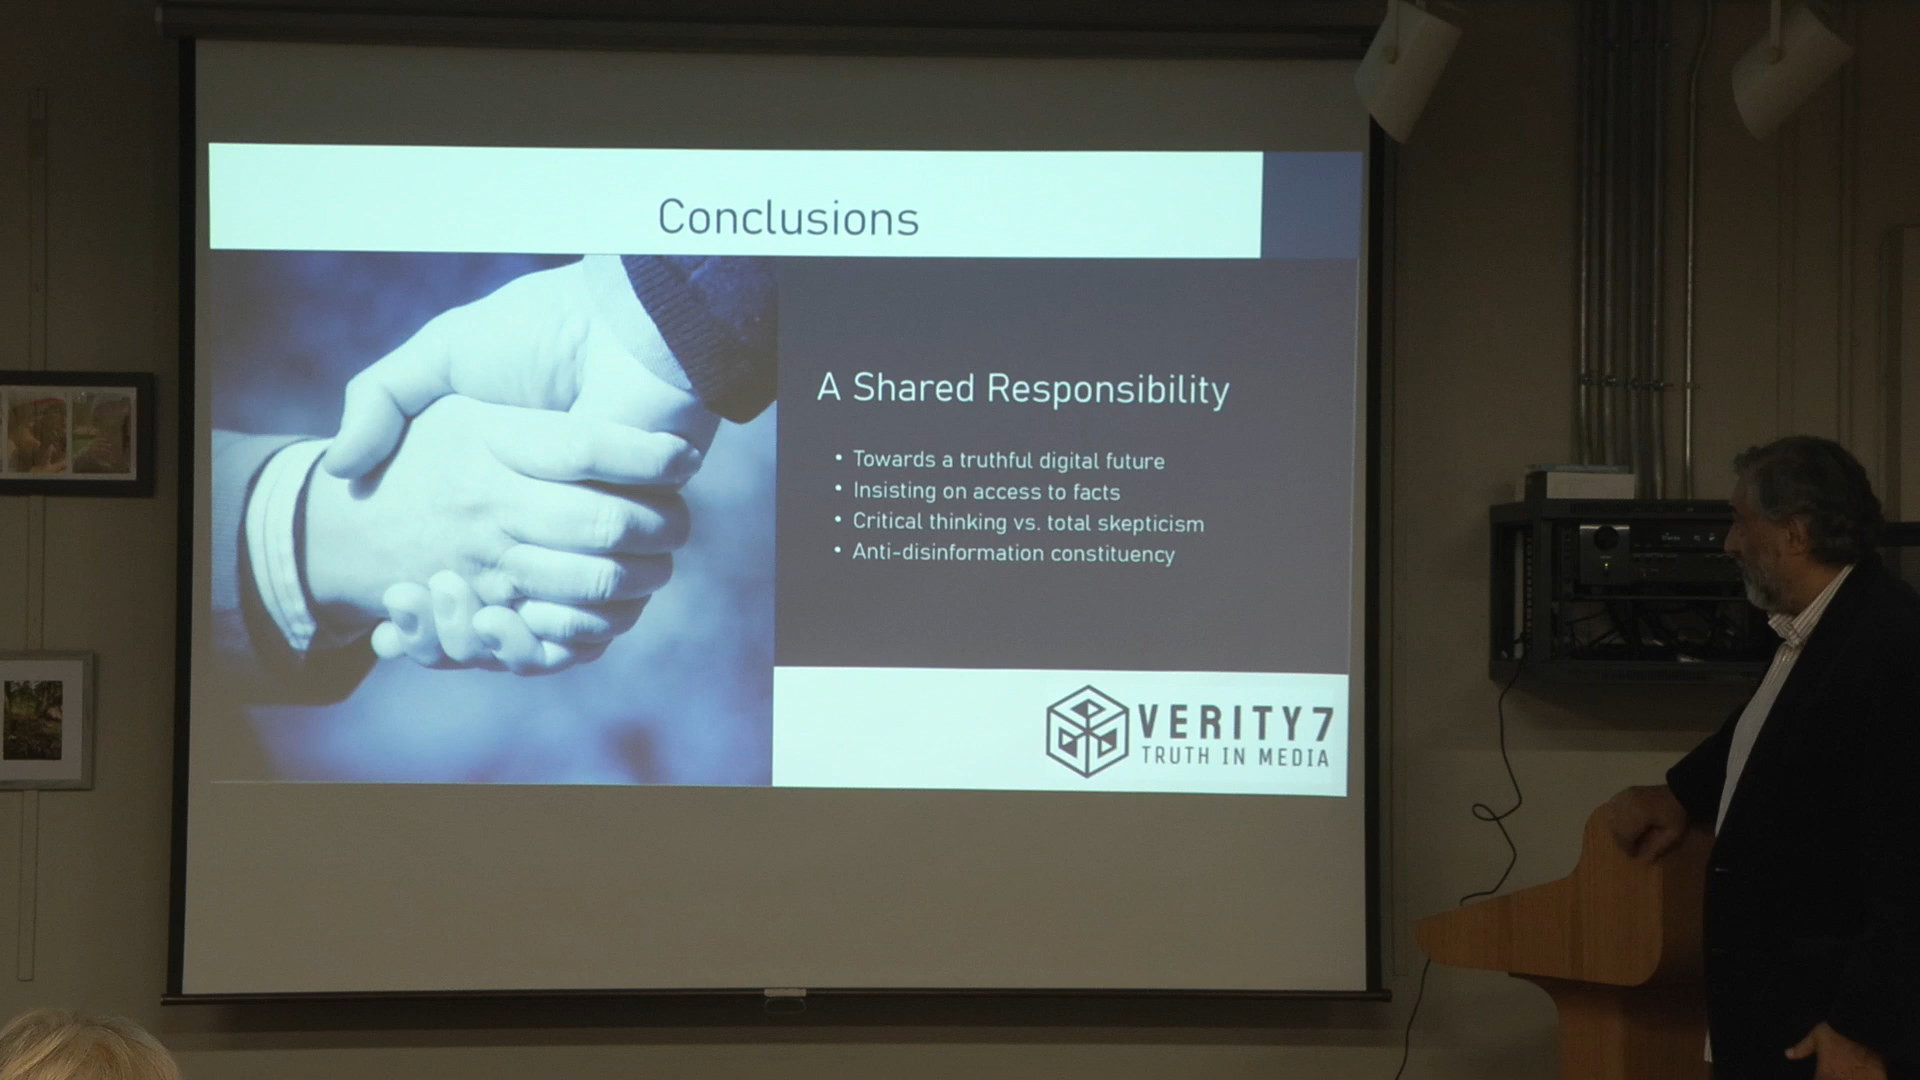 Conclusions
A Shared Responsibility
• Towards a truthful digital future
• Insisting on access to facts
• Critical thinking vs. total skepticism
• Anti-disinformation constituency
VERITY7
TRUTH IN MEDIA